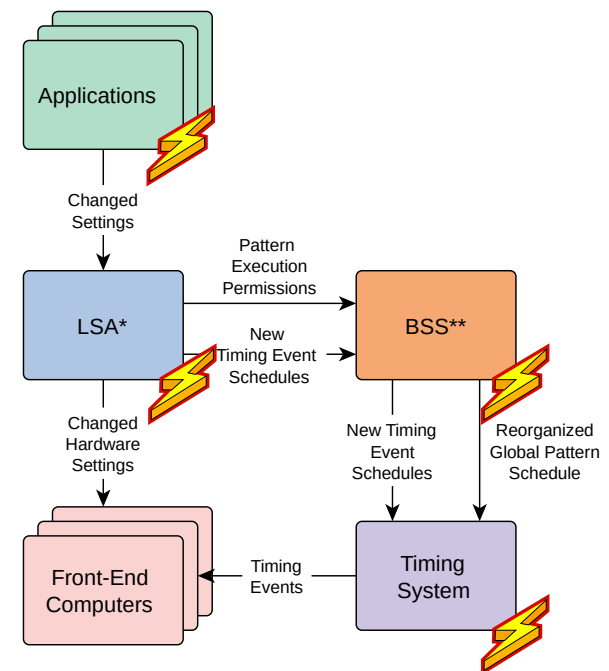 Applications
Changed
Settings
Pattern
Execution
Permissions
LSA*
BSS**
New
Timing Event
Schedules
Changed
Hardware
Settings
New Timing
Event
Schedules
Reorganized
Global Pattern
Schedule
Front-End
Computers
Timing
Events
Timing
System